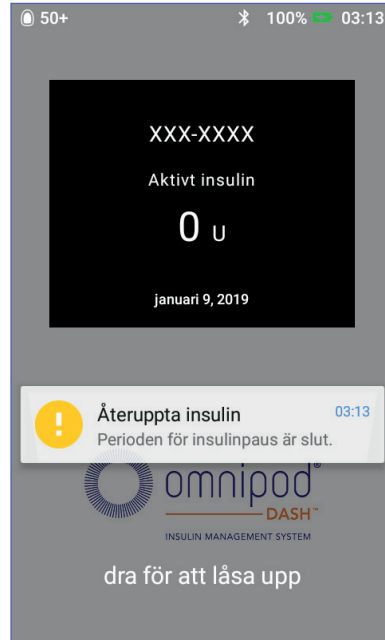 50+ 100% 03:13
XXX-XXXX
Aktivt insulin
0 U
januari 9, 2019
Återuppta insulin 03:13
Perioden för insulinpaus är slut.
omnipod®
DASH™
INSULIN MANAGEMENT SYSTEM
dra för att låsa upp